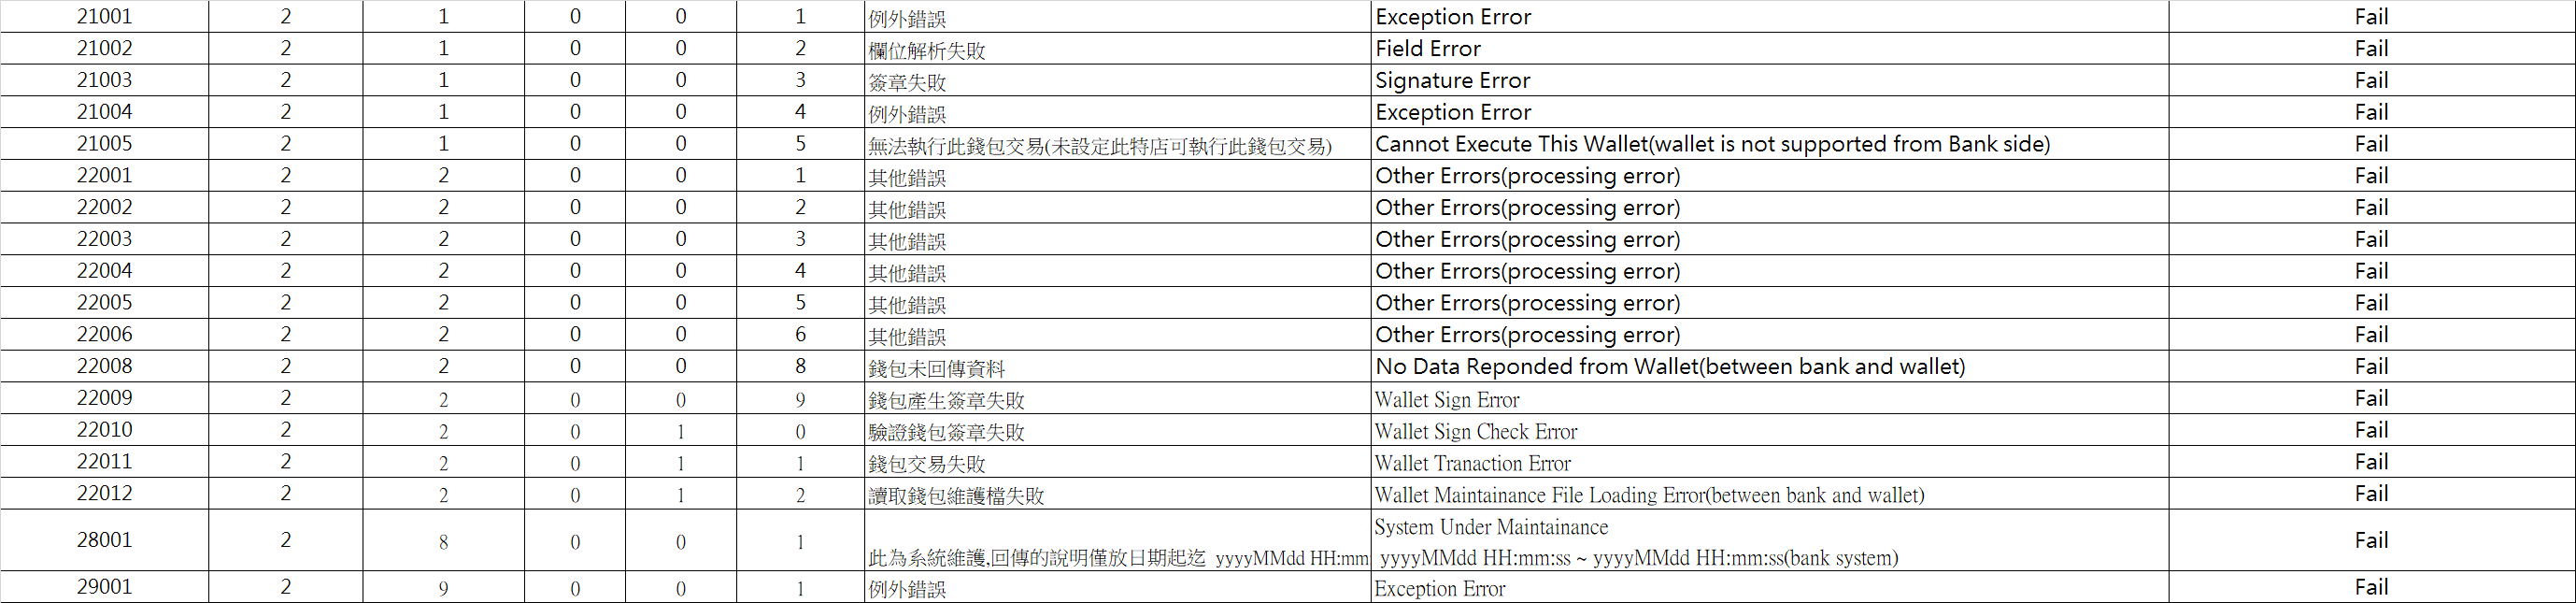 21001 2 1 0 0 1 例外錯誤 Exception Error Fail
21002 2 1 0 0 2 欄位解析失敗 Field Error Fail
21003 2 1 0 0 3 簽章失敗 Signature Error Fail
21004 2 1 0 0 4 例外錯誤 Exception Error Fail
21005 2 1 0 0 5 無法執行此錢包交易(未設定此特店可執行此錢包交易) Cannot Execute This Wallet(wallet is not supported from Bank side) Fail
22001 2 2 0 0 1 其他錯誤 Other Errors(processing error) Fail
22002 2 2 0 0 2 其他錯誤 Other Errors(processing error) Fail
22003 2 2 0 0 3 其他錯誤 Other Errors(processing error) Fail
22004 2 2 0 0 4 其他錯誤 Other Errors(processing error) Fail
22005 2 2 0 0 5 其他錯誤 Other Errors(processing error) Fail
22006 2 2 0 0 6 其他錯誤 Other Errors(processing error) Fail
22008 2 2 0 0 8 錢包未回傳資料 No Data Reponded from Wallet(between bank and wallet) Fail
22009 2 2 0 0 9 錢包產生簽章失敗 Wallet Sign Error Fail
22010 2 2 0 1 0 驗證錢包簽章失敗 Wallet Sign Check Error Fail
22011 2 2 0 1 1 錢包交易失敗 Wallet Tranaction Error Fail
22012 2 2 0 1 2 讀取錢包維護檔失敗 Wallet Maintainance File Loading Error(between bank and wallet) Fail
28001 2 8 0 0 1 此為系統維護,回傳的說明僅放日期起迄 yyyyMMdd HH:mm System Under Maintainance
yyyyMMdd HH:mm:ss ~ yyyyMMdd HH:mm:ss(bank system) Fail
29001 2 9 0 0 1 例外錯誤 Exception Error Fail